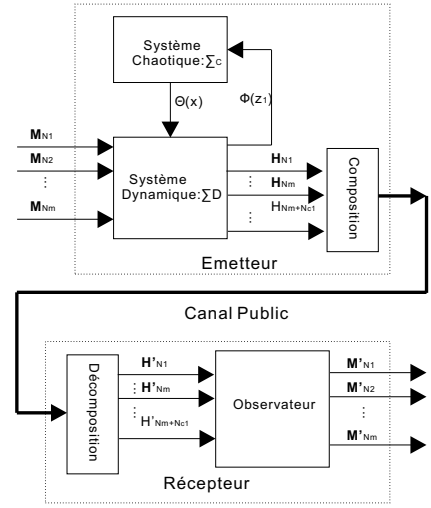 Système
Chaotique:∑C
Θ(x)
Φ(z1)
MN1
MN2
⋮
MNm
Système
Dynamique:∑D
HN1
⋮
HNm
⋮
HNm+Nc1
Composition
Emetteur
Canal Public
Décomposition
H'N1
⋮
H'Nm
⋮
H'Nm+Nc1
Observateur
M'N1
M'N2
⋮
M'Nm
Récepteur